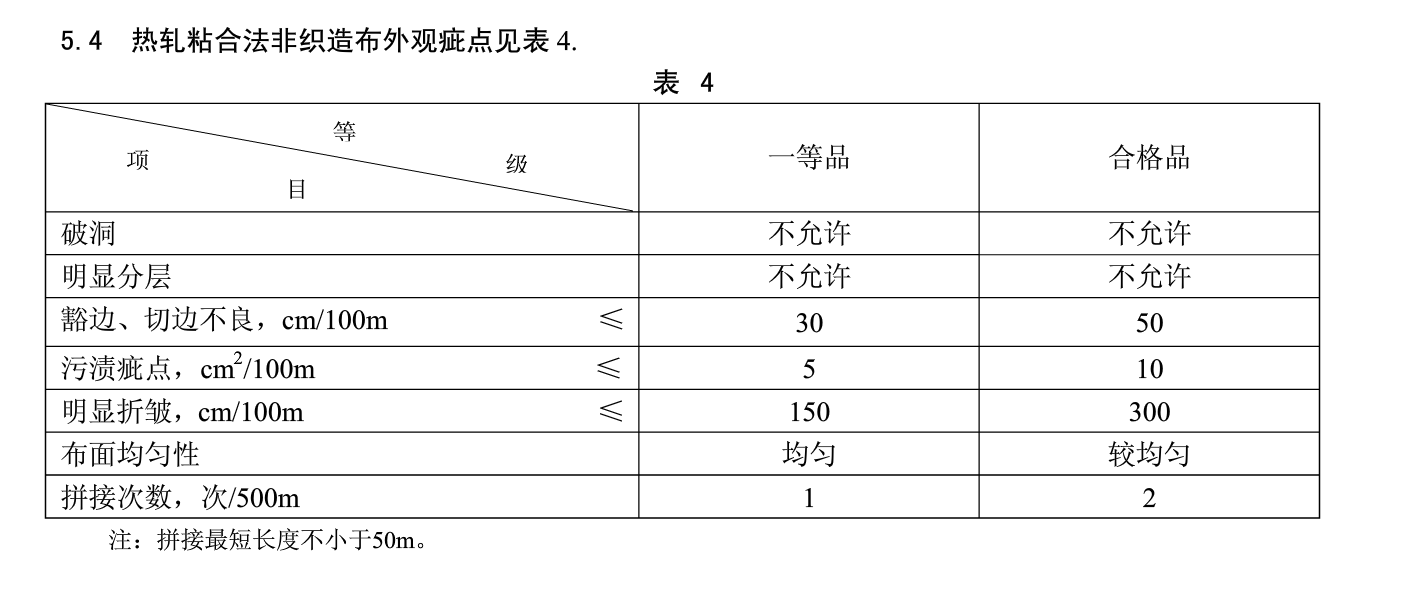 5.4 热轧粘合法非织造布外观疵点见表 4.
表 4
等 级
项 目
一等品 合格品
破洞 不允许 不允许
明显分层 不允许 不允许
豁边、切边不良，cm/100m ≤ 30 50
污渍疵点，cm²/100m ≤ 5 10
明显折皱，cm/100m ≤ 150 300
布面均匀性 均匀 较均匀
拼接次数，次/500m 1 2
注：拼接最短长度不小于50m。